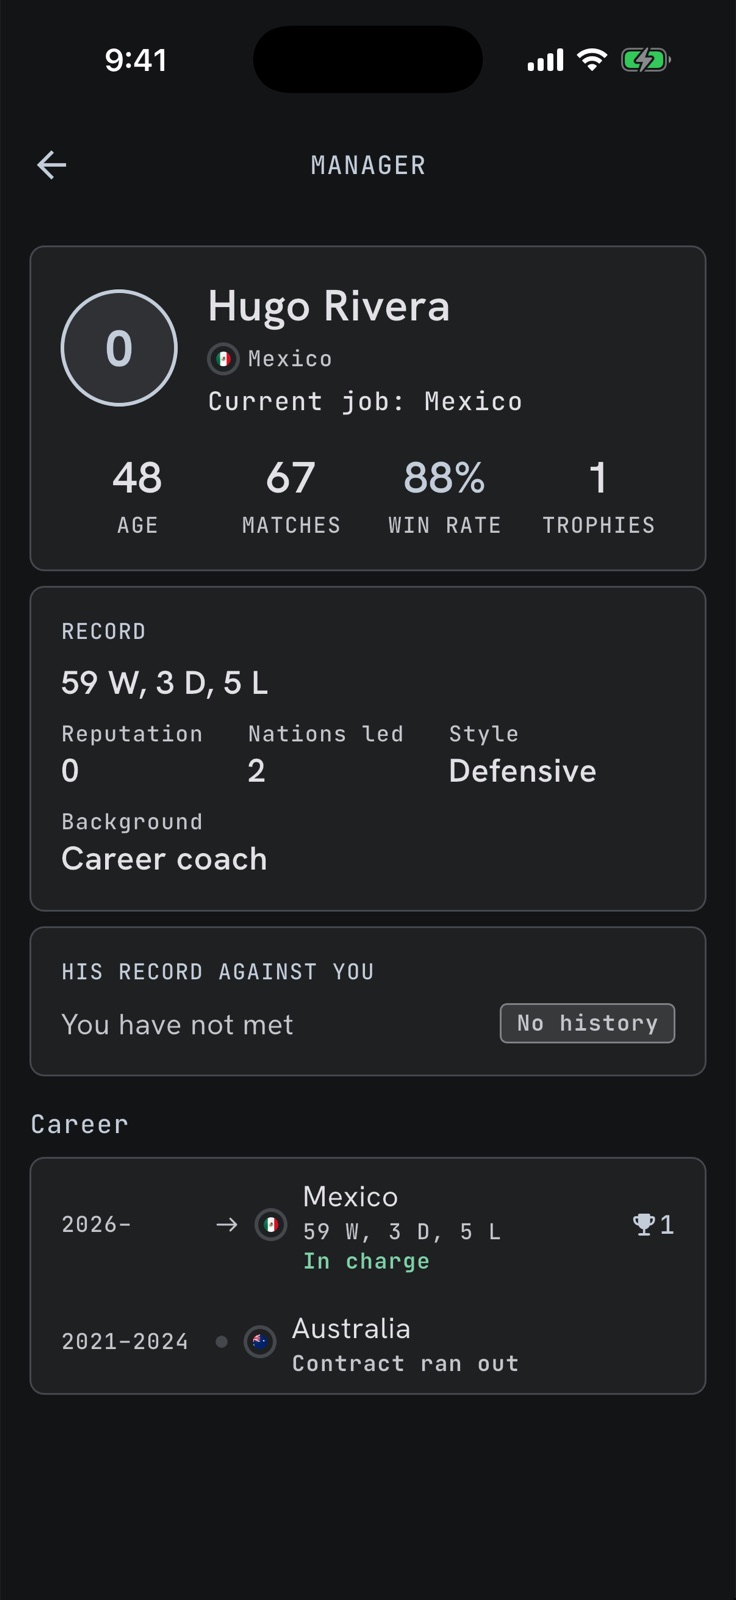 9:41
MANAGER
0
Hugo Rivera
Mexico
Current job: Mexico
48 67 88% 1
AGE MATCHES WIN RATE TROPHIES
RECORD
59 W, 3 D, 5 L
Reputation Nations led Style
0 2 Defensive
Background
Career coach
HIS RECORD AGAINST YOU
You have not met No history
Career
Mexico
2026– → 59 W, 3 D, 5 L 1
In charge
Australia
2021–2024
Contract ran out